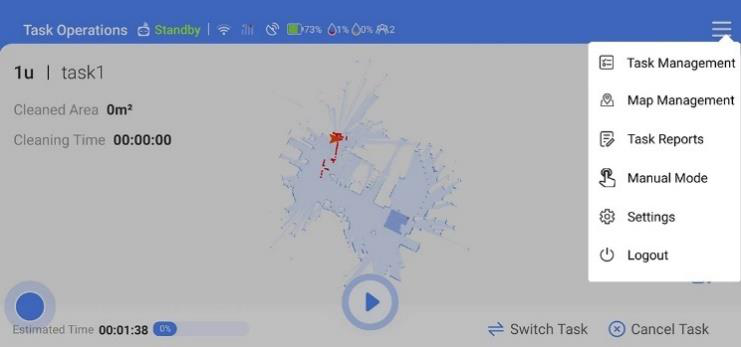 Task Operations Standby 73% 1% 0% 2
1u | task1
Cleaned Area 0m²
Cleaning Time 00:00:00
Task Management
Map Management
Task Reports
Manual Mode
Settings
Logout
Estimated Time 00:01:38 0%
Switch Task
Cancel Task